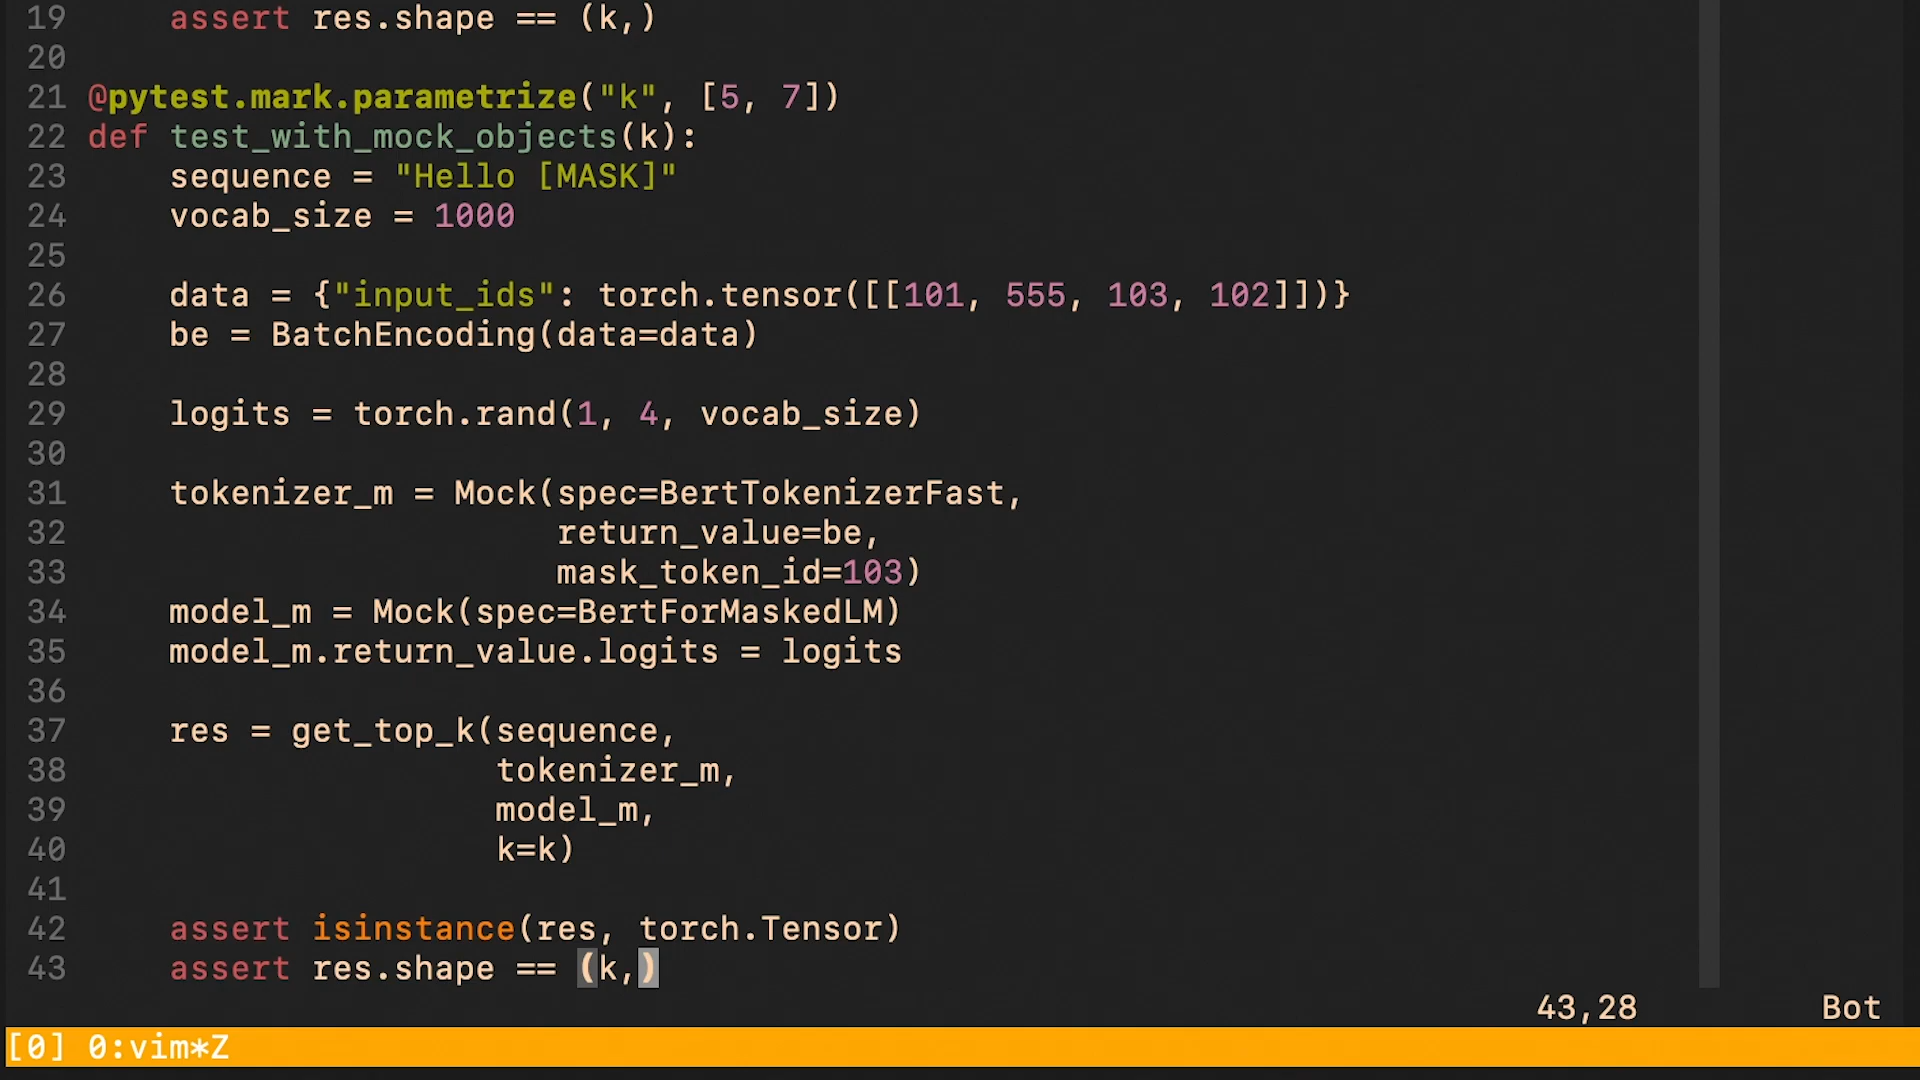 19     assert res.shape == (k,)
20
21 @pytest.mark.parametrize("k", [5, 7])
22 def test_with_mock_objects(k):
23     sequence = "Hello [MASK]"
24     vocab_size = 1000
25
26     data = {"input_ids": torch.tensor([[101, 555, 103, 102]])}
27     be = BatchEncoding(data=data)
28
29     logits = torch.rand(1, 4, vocab_size)
30
31     tokenizer_m = Mock(spec=BertTokenizerFast,
32                        return_value=be,
33                        mask_token_id=103)
34     model_m = Mock(spec=BertForMaskedLM)
35     model_m.return_value.logits = logits
36
37     res = get_top_k(sequence,
38                     tokenizer_m,
39                     model_m,
40                     k=k)
41
42     assert isinstance(res, torch.Tensor)
43     assert res.shape == (k,)
43,28 Bot
[0] 0:vim*Z